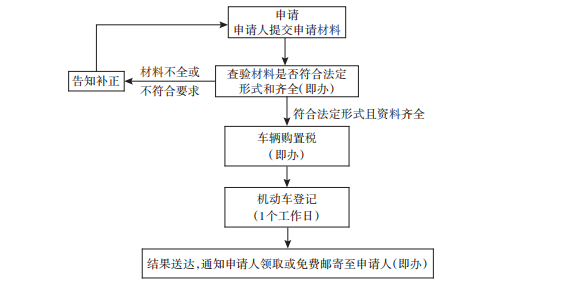 申请
申请人提交申请材料
材料不全或
不符合要求
告知补正
查验材料是否符合法定
形式和齐全(即办)
符合法定形式且资料齐全
车辆购置税
(即办)
机动车登记
(1个工作日)
结果送达,通知申请人领取或免费邮寄至申请人(即办)